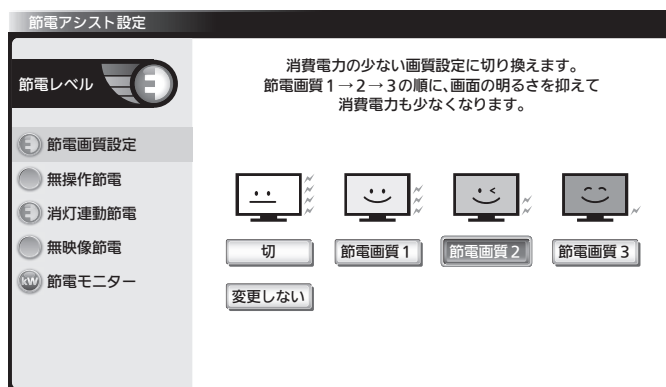 節電アシスト設定
節電レベル
E
節電画質設定
無操作節電
消灯連動節電
無映像節電
kW 節電モニター
消費電力の少ない画質設定に切り換えます。
節電画質1→2→3の順に、画面の明るさを抑えて
消費電力も少なくなります。
切 節電画質1 節電画質2 節電画質3
変更しない